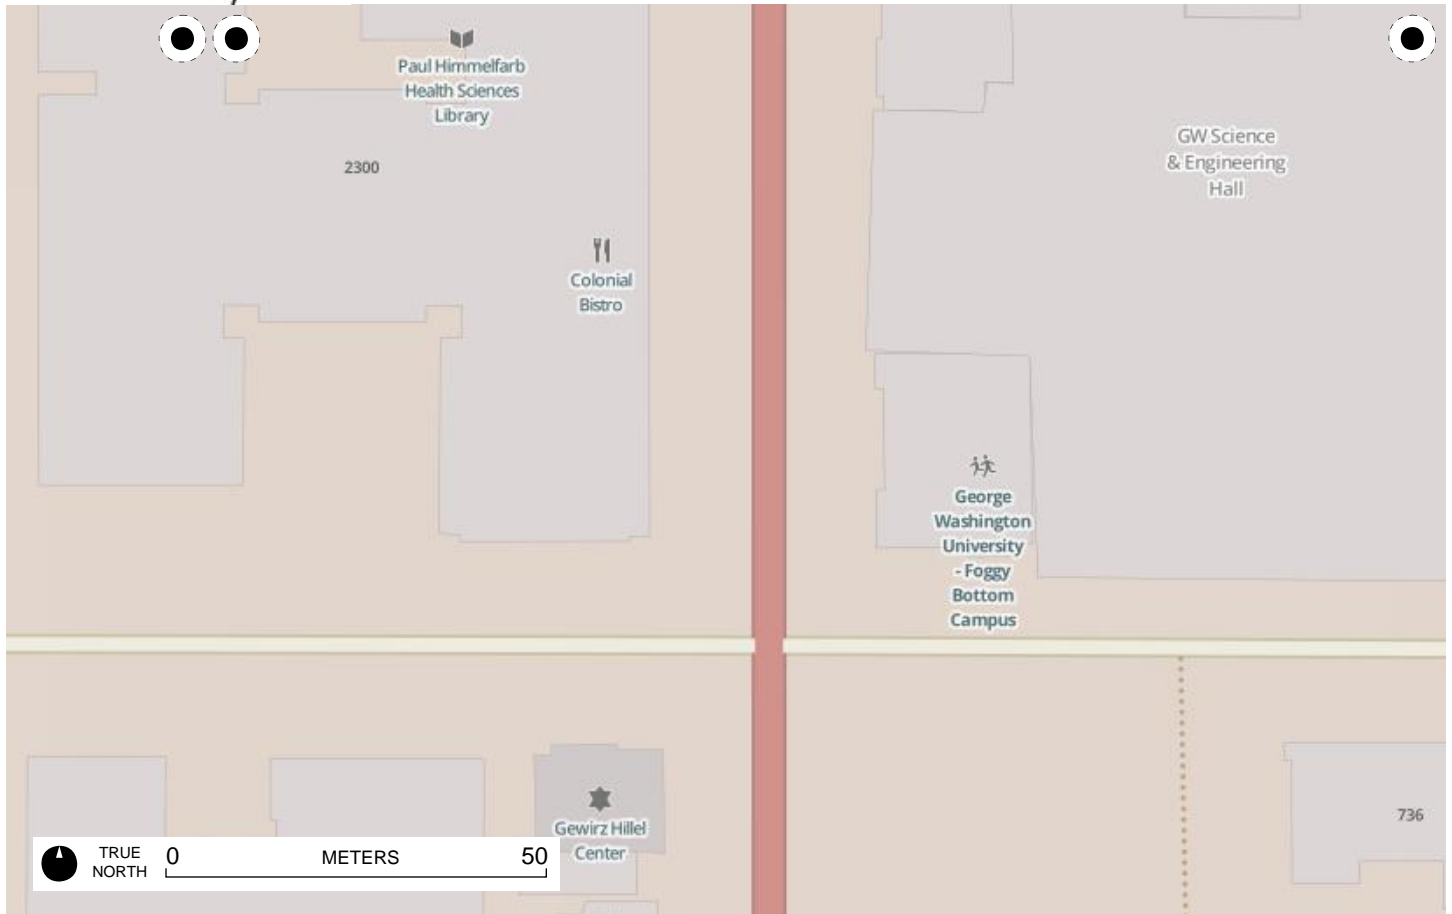 Paul Himmelfarb
Health Sciences
Library
2300
GW Science
& Engineering
Hall
Colonial
Bistro
George
Washington
University
- Foggy
Bottom
Campus
736
Gewirz Hillel
Center
TRUE
NORTH
0
METERS
50